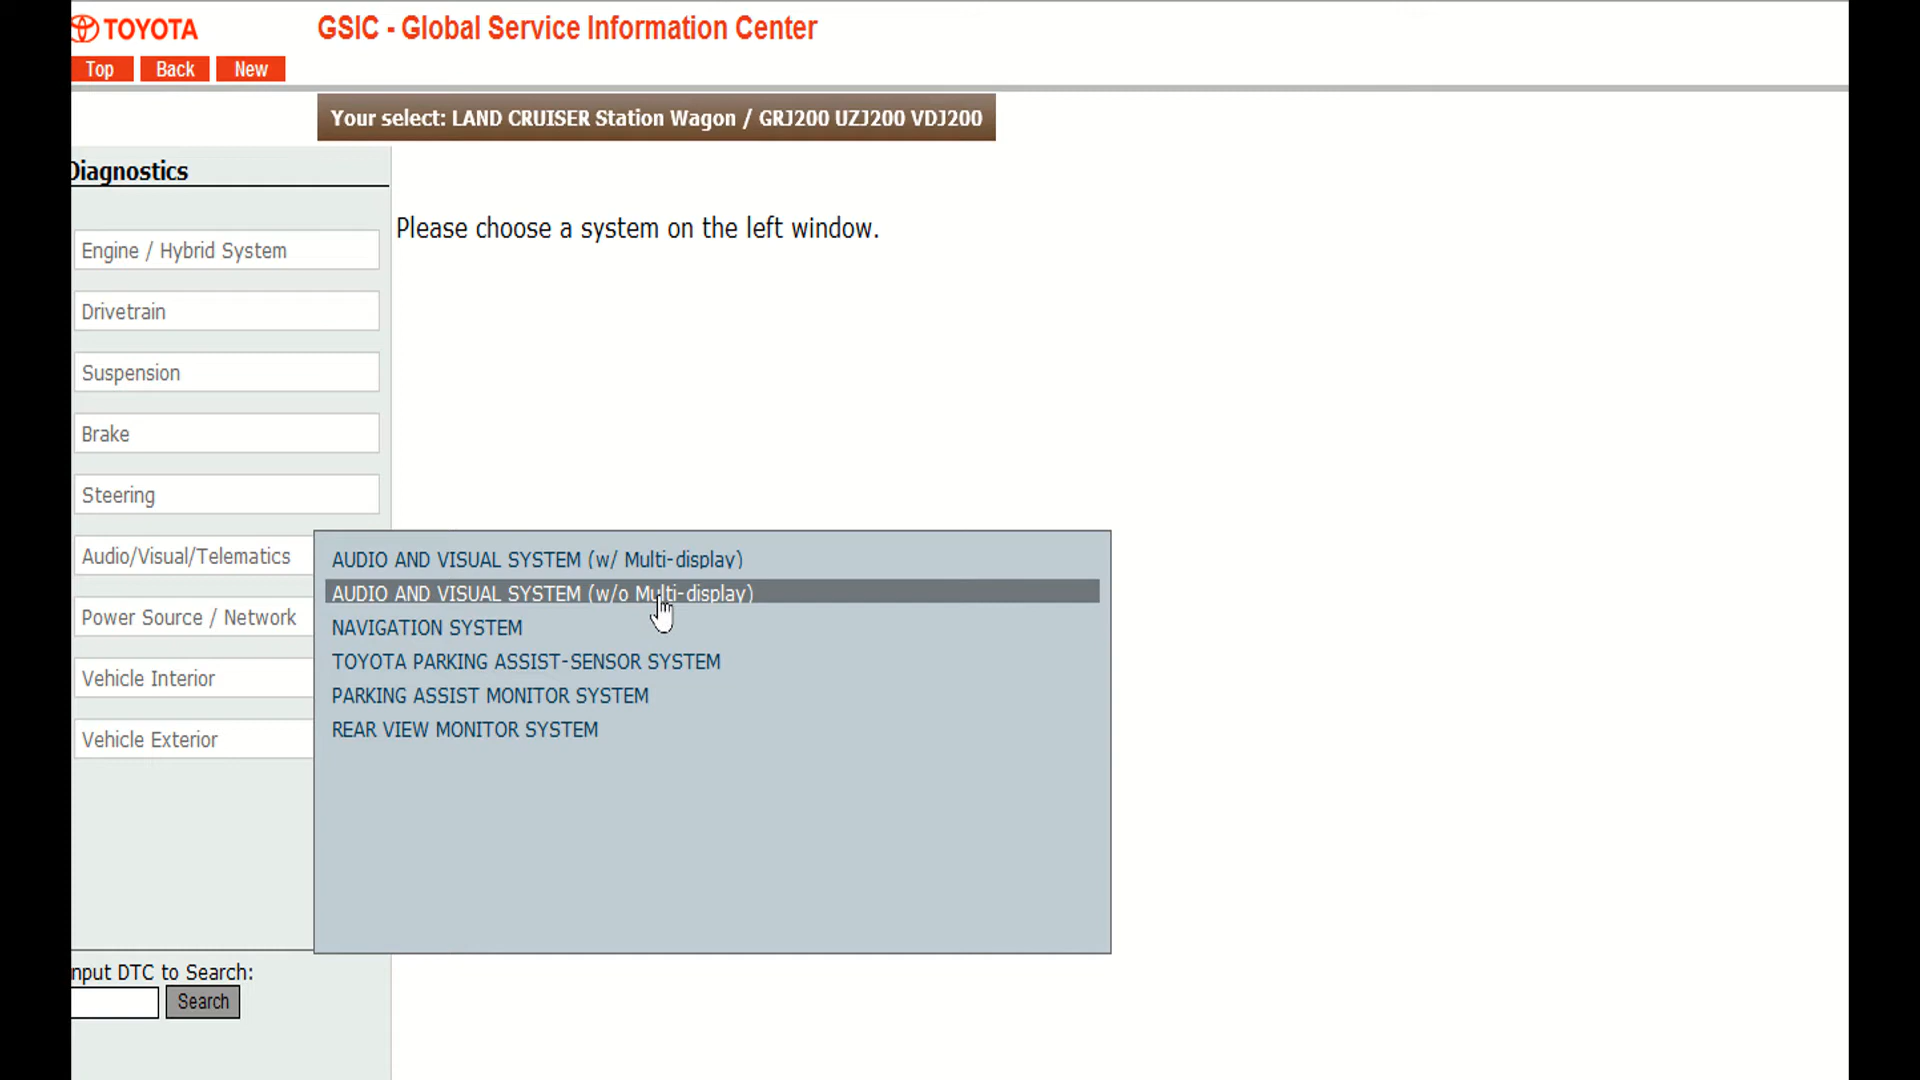 TOYOTA
GSIC - Global Service Information Center
Top
Back
New
Your select: LAND CRUISER Station Wagon / GRJ200 UZJ200 VDJ200
Diagnostics
Please choose a system on the left window.
Engine / Hybrid System
Drivetrain
Suspension
Brake
Steering
Audio/Visual/Telematics
Power Source / Network
Vehicle Interior
Vehicle Exterior
AUDIO AND VISUAL SYSTEM (w/ Multi-display)
AUDIO AND VISUAL SYSTEM (w/o Multi-display)
NAVIGATION SYSTEM
TOYOTA PARKING ASSIST-SENSOR SYSTEM
PARKING ASSIST MONITOR SYSTEM
REAR VIEW MONITOR SYSTEM
nput DTC to Search:
Search